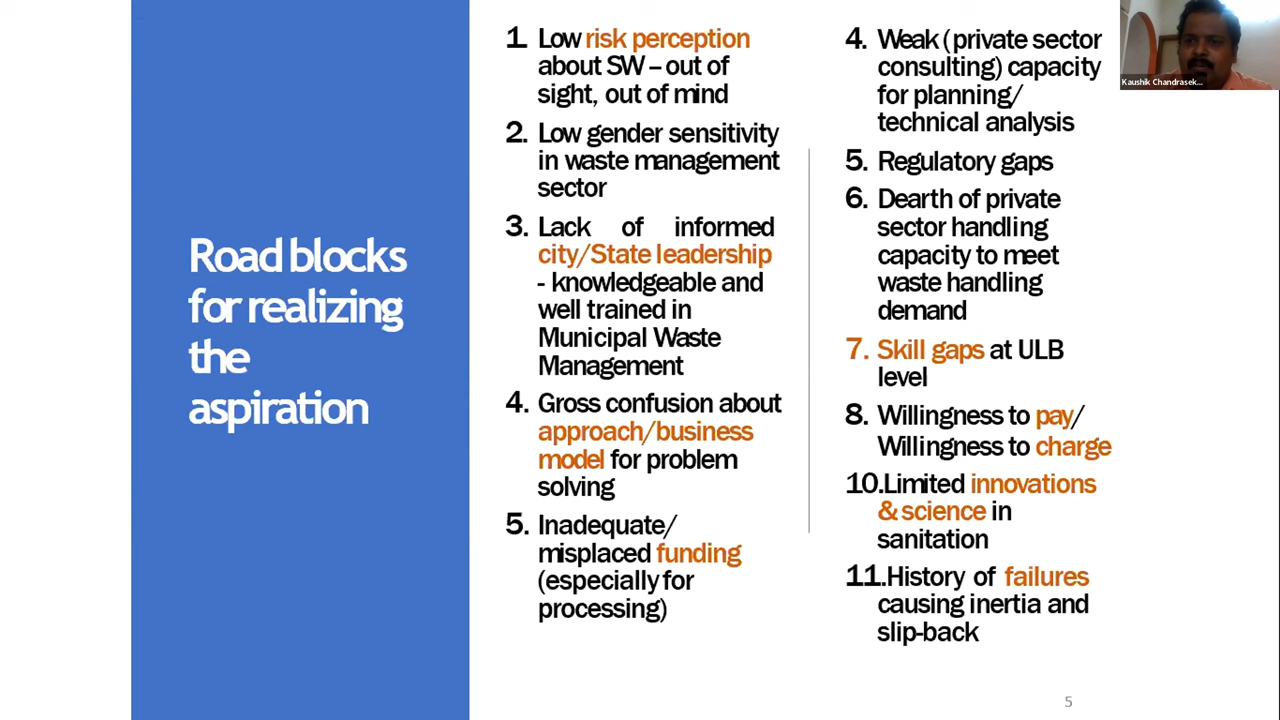 Road blocks
for realizing
the
aspiration
1. Low risk perception
about SW – out of
sight, out of mind
2. Low gender sensitivity
in waste management
sector
3. Lack of informed
city/State leadership
- knowledgeable and
well trained in
Municipal Waste
Management
4. Gross confusion about
approach/business
model for problem
solving
5. Inadequate/
misplaced funding
(especially for
processing)
4. Weak (private sector
consulting) capacity
for planning/
technical analysis
5. Regulatory gaps
6. Dearth of private
sector handling
capacity to meet
waste handling
demand
7. Skill gaps at ULB
level
8. Willingness to pay/
Willingness to charge
10.Limited innovations
& science in
sanitation
11.History of failures
causing inertia and
slip-back
Kaushik Chandrasek...
5